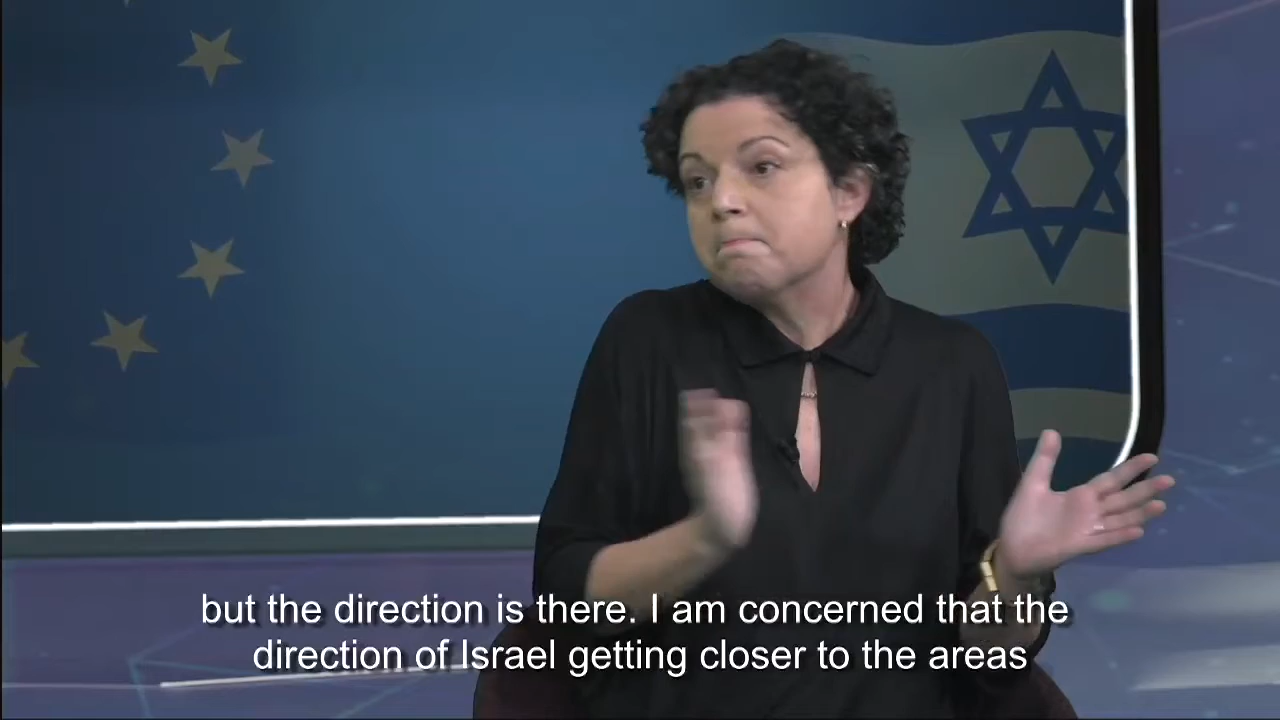 but the direction is there. I am concerned that the
direction of Israel getting closer to the areas